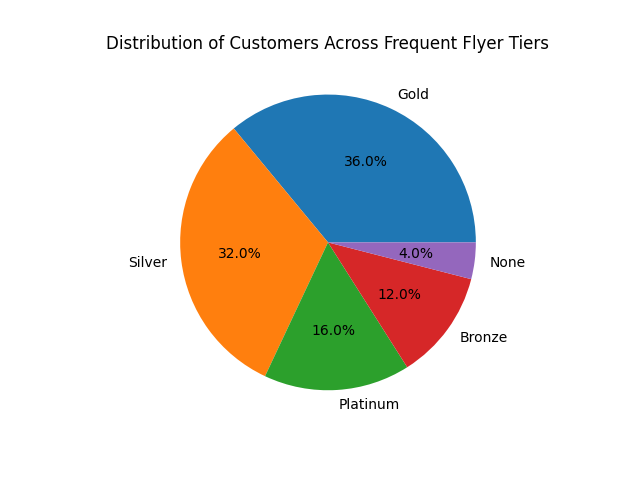 Distribution of Customers Across Frequent Flyer Tiers
Gold
36.0%
Silver
32.0%
4.0%
None
12.0%
16.0%
Bronze
Platinum